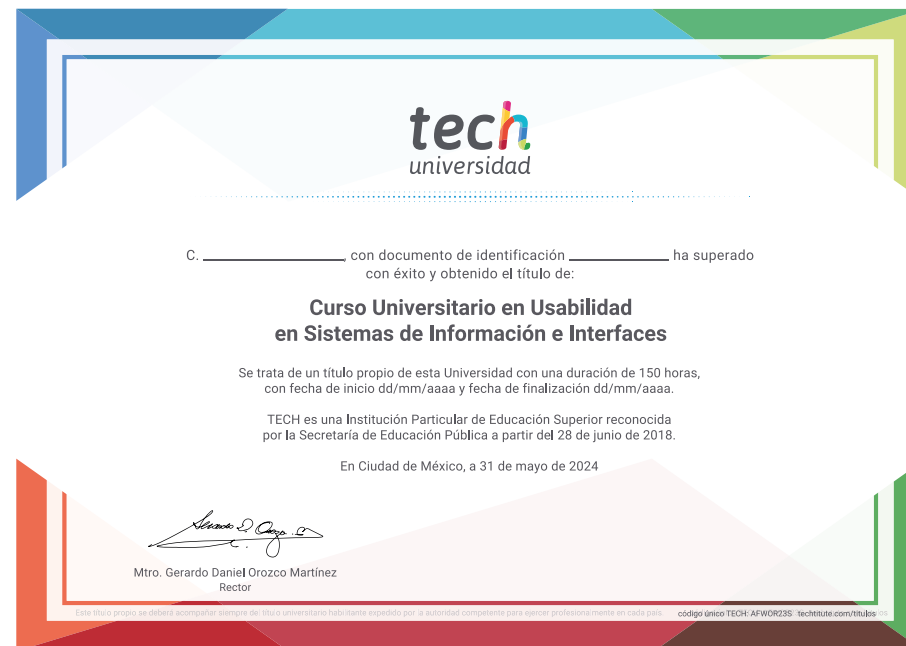 tech
universidad
C. ____________, con documento de identificación ____________ ha superado
con éxito y obtenido el título de:
Curso Universitario en Usabilidad
en Sistemas de Información e Interfaces
Se trata de un título propio de esta Universidad con una duración de 150 horas,
con fecha de inicio dd/mm/aaaa y fecha de finalización dd/mm/aaaa.
TECH es una Institución Particular de Educación Superior reconocida
por la Secretaría de Educación Pública a partir del 28 de junio de 2018.
En Ciudad de México, a 31 de mayo de 2024
Mtro. Gerardo Daniel Orozco Martínez
Rector
Este título propio se deberá acompañar siempre del título universitario habilitante expedido por la autoridad competente para ejercer profesionalmente en cada país. código único TECH: AFWOR23S techtitute.com/titulos